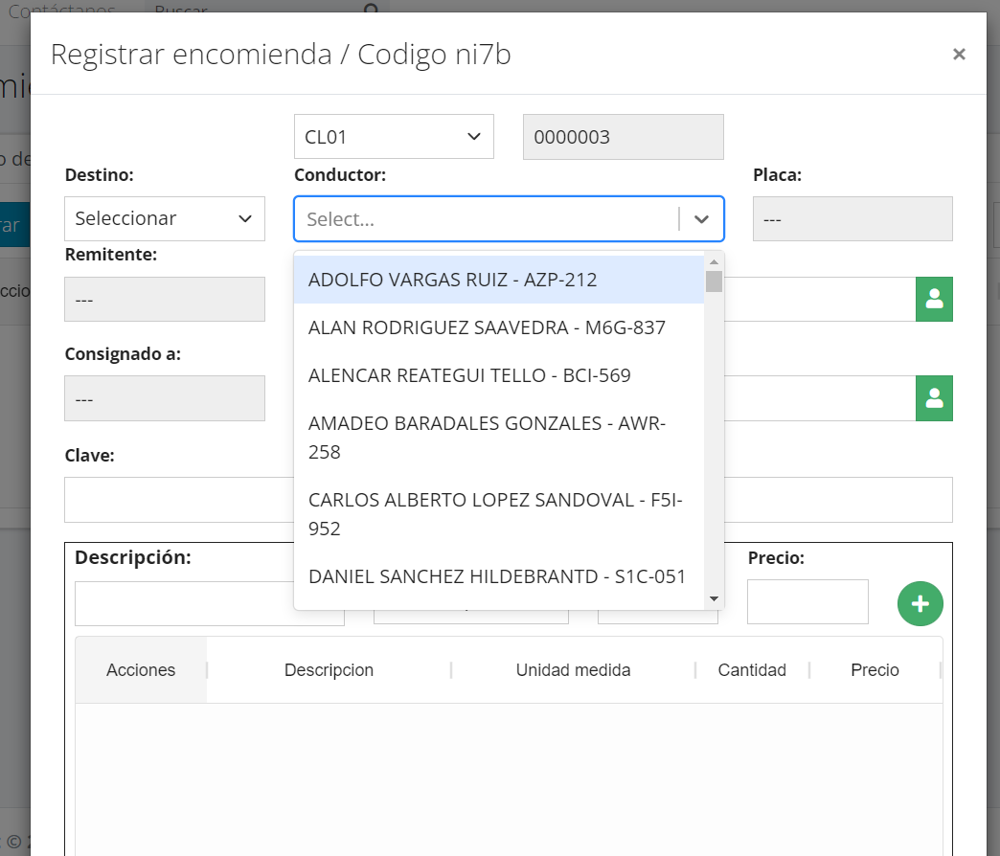 Contáctanos
Buscar
Registrar encomienda / Codigo ni7b
×
CL01
0000003
Destino:
Conductor:
Placa:
Seleccionar
Select...
---
Remitente:
---
ADOLFO VARGAS RUIZ - AZP-212
ALAN RODRIGUEZ SAAVEDRA - M6G-837
Consignado a:
ALENCAR REATEGUI TELLO - BCI-569
---
AMADEO BARADALES GONZALES - AWR-
258
Clave:
CARLOS ALBERTO LOPEZ SANDOVAL - F5I-
952
Descripción:
Precio:
DANIEL SANCHEZ HILDEBRANTD - S1C-051
Acciones
Descripcion
Unidad medida
Cantidad
Precio